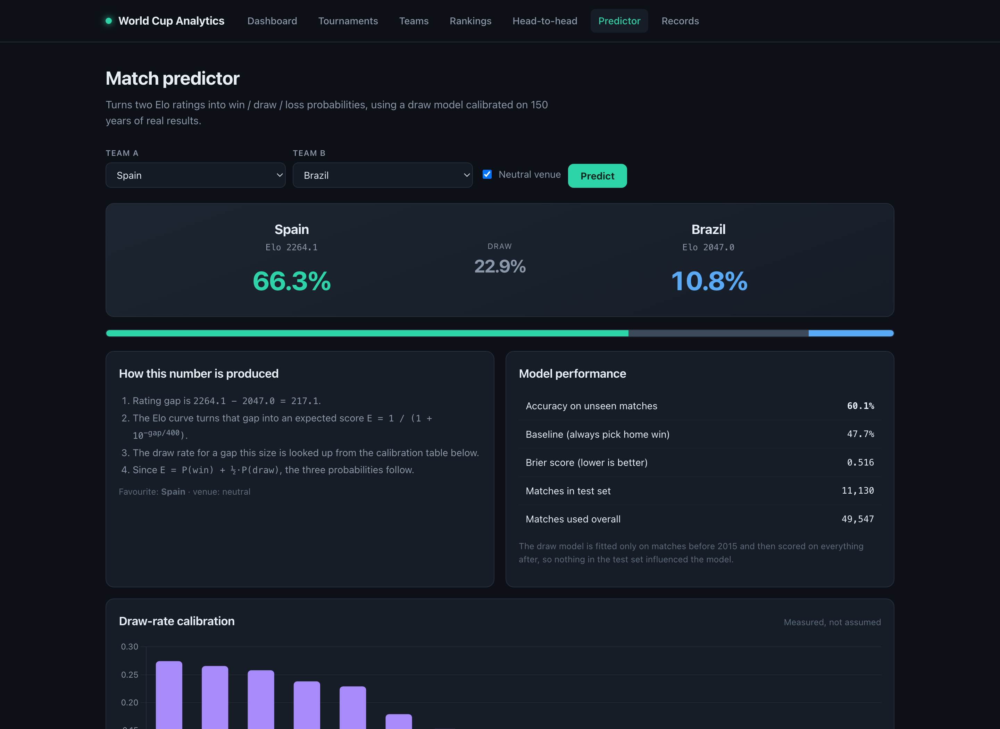 World Cup Analytics Dashboard Tournaments Teams Rankings Head-to-head Predictor Records
Match predictor
Turns two Elo ratings into win / draw / loss probabilities, using a draw model calibrated on 150
years of real results.
TEAM A
Spain
TEAM B
Brazil
Neutral venue
Predict
Spain
Elo 2264.1
66.3%
DRAW
22.9%
Brazil
Elo 2047.0
10.8%
How this number is produced
1. Rating gap is 2264.1 − 2047.0 = 217.1.
2. The Elo curve turns that gap into an expected score E = 1 / (1 +
10^−gap/400).
3. The draw rate for a gap this size is looked up from the calibration table below.
4. Since E = P(win) + ½·P(draw), the three probabilities follow.
Favourite: Spain · venue: neutral
Model performance
Accuracy on unseen matches 60.1%
Baseline (always pick home win) 47.7%
Brier score (lower is better) 0.516
Matches in test set 11,130
Matches used overall 49,547
The draw model is fitted only on matches before 2015 and then scored on everything
after, so nothing in the test set influenced the model.
Draw-rate calibration
Measured, not assumed
0.30
0.25
0.20